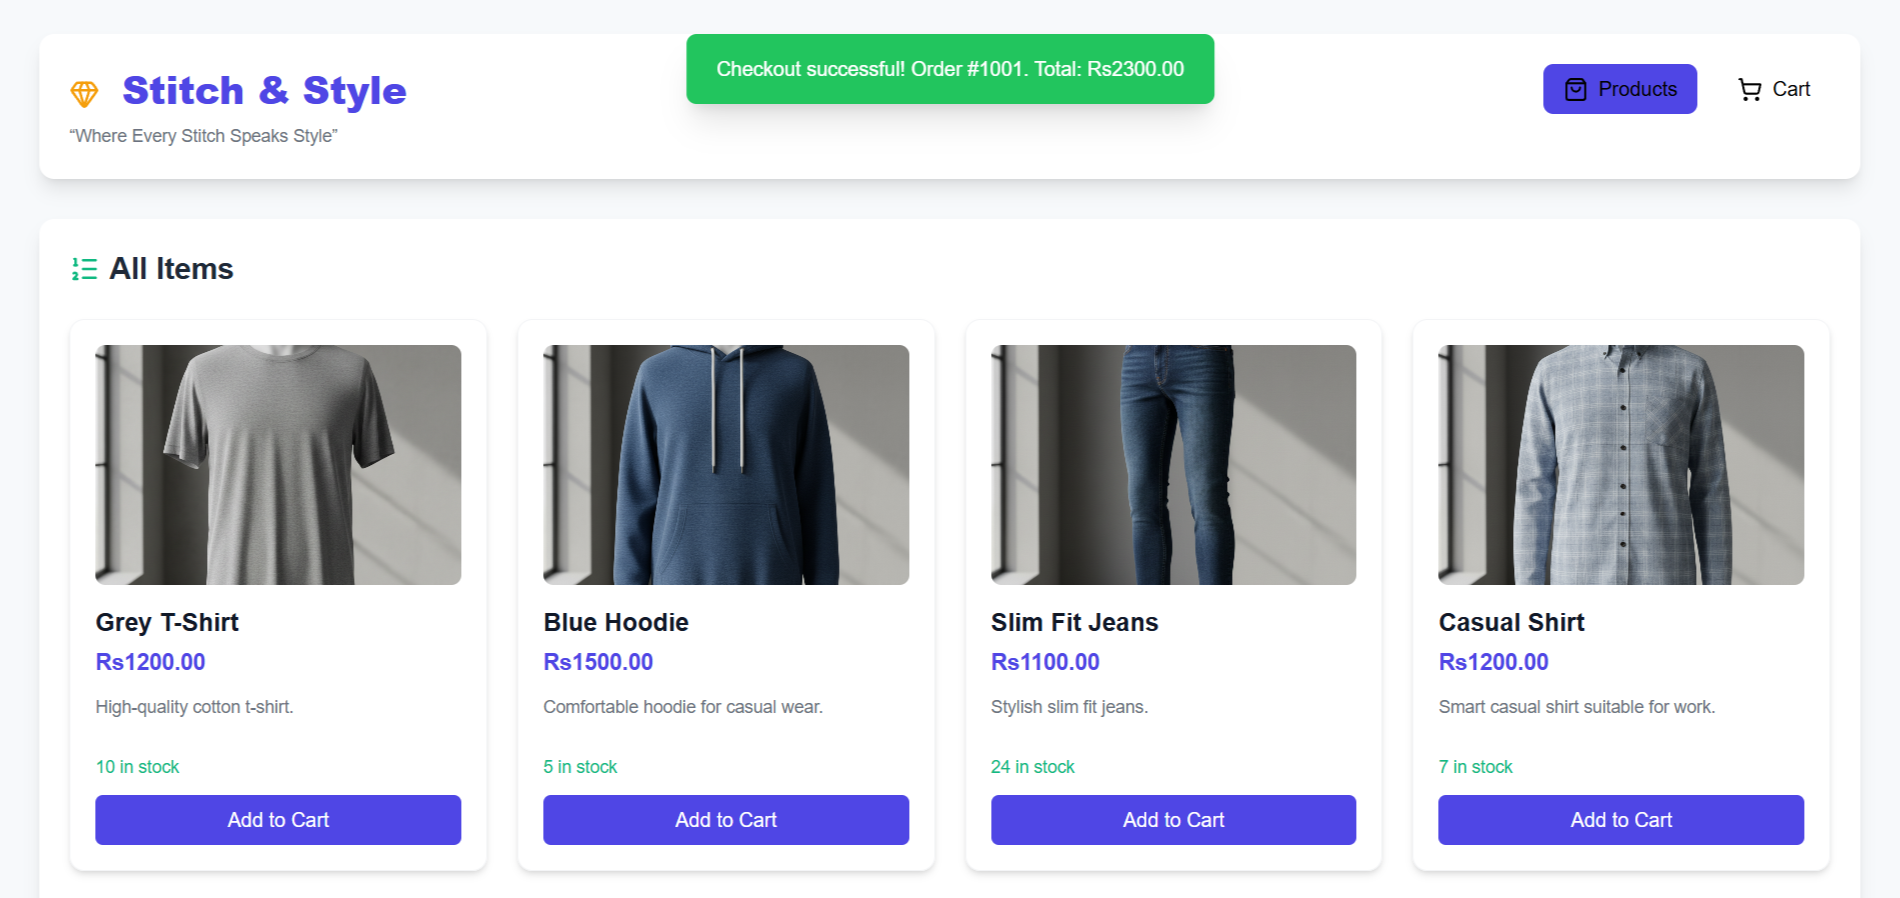 Checkout successful! Order #1001. Total: Rs2300.00
Stitch & Style
“Where Every Stitch Speaks Style”
Products
Cart
All Items
Grey T-Shirt
Rs1200.00
High-quality cotton t-shirt.
10 in stock
Add to Cart
Blue Hoodie
Rs1500.00
Comfortable hoodie for casual wear.
5 in stock
Add to Cart
Slim Fit Jeans
Rs1100.00
Stylish slim fit jeans.
24 in stock
Add to Cart
Casual Shirt
Rs1200.00
Smart casual shirt suitable for work.
7 in stock
Add to Cart